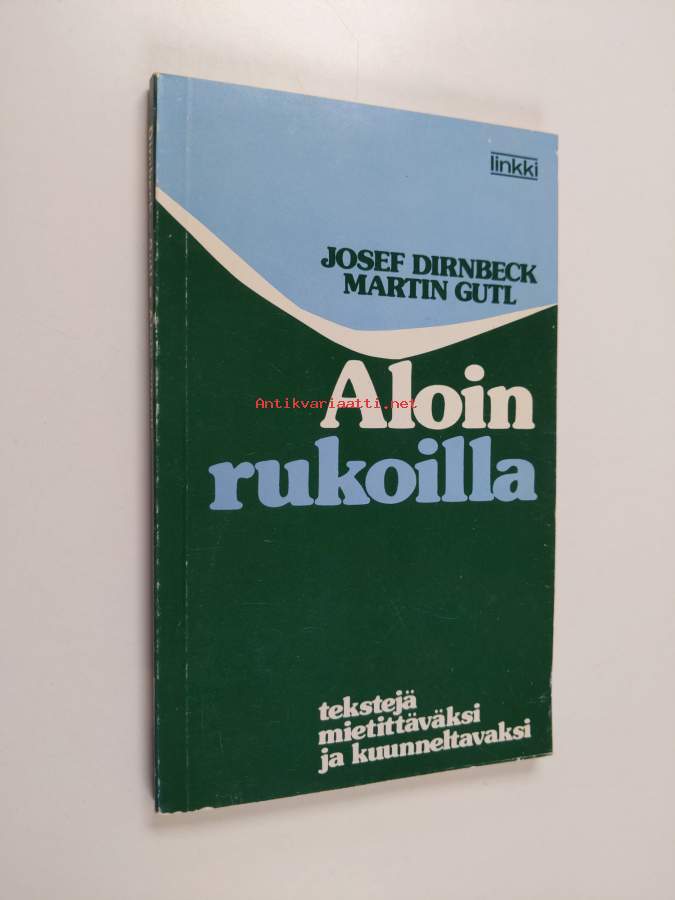 linkki
JOSEF DIRNBECK
MARTIN GUTL
Aloin
Antikvariaatti.net
rukoilla
tekstejä
mietittäväksi
ja kuunneltavaksi